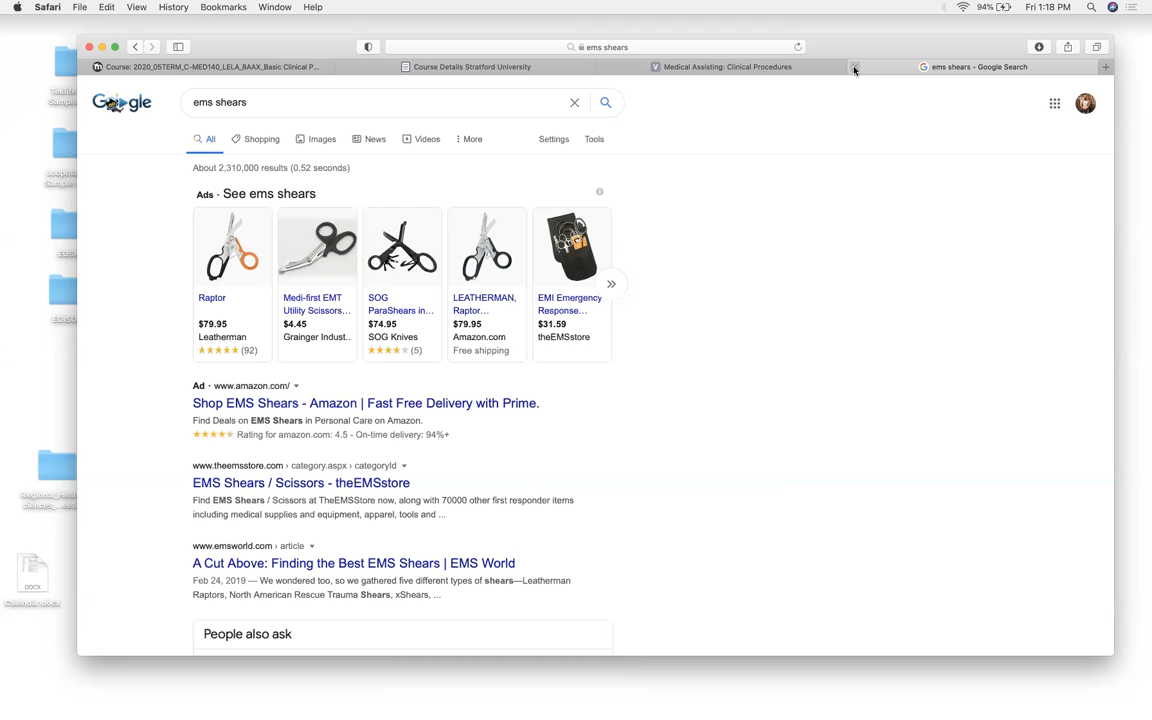 Safari File Edit View History Bookmarks Window Help 94% Fri 1:18 PM
ems shears
Course: 2020_05TERM_C-MED140_LELA_8AAX_Basic Clinical P... Course Details Stratford University Medical Assisting: Clinical Procedures ems shears - Google Search
Google ems shears
All Shopping Images News Videos More Settings Tools
About 2,310,000 results (0.52 seconds)
Ads · See ems shears
Raptor
$79.95
Leatherman
(92)
Medi-first EMT
Utility Scissors...
$4.45
Grainger Indust...
SOG
ParaShears in...
$74.95
SOG Knives
(5)
LEATHERMAN,
Raptor...
$79.95
Amazon.com
Free shipping
EMI Emergency
Response...
$31.59
theEMSstore
Ad · www.amazon.com/
Shop EMS Shears - Amazon | Fast Free Delivery with Prime.
Find Deals on EMS Shears in Personal Care on Amazon.
Rating for amazon.com: 4.5 - On-time delivery: 94%+
www.theemsstore.com › category.aspx › categoryId
EMS Shears / Scissors - theEMSstore
Find EMS Shears / Scissors at TheEMSStore now, along with 70000 other first responder items
including medical supplies and equipment, apparel, tools and ...
www.emsworld.com › article
A Cut Above: Finding the Best EMS Shears | EMS World
Feb 24, 2019 — We wondered too, so we gathered five different types of shears—Leatherman
Raptors, North American Rescue Trauma Shears, xShears, ...
People also ask
DOCX
Calendar.docx